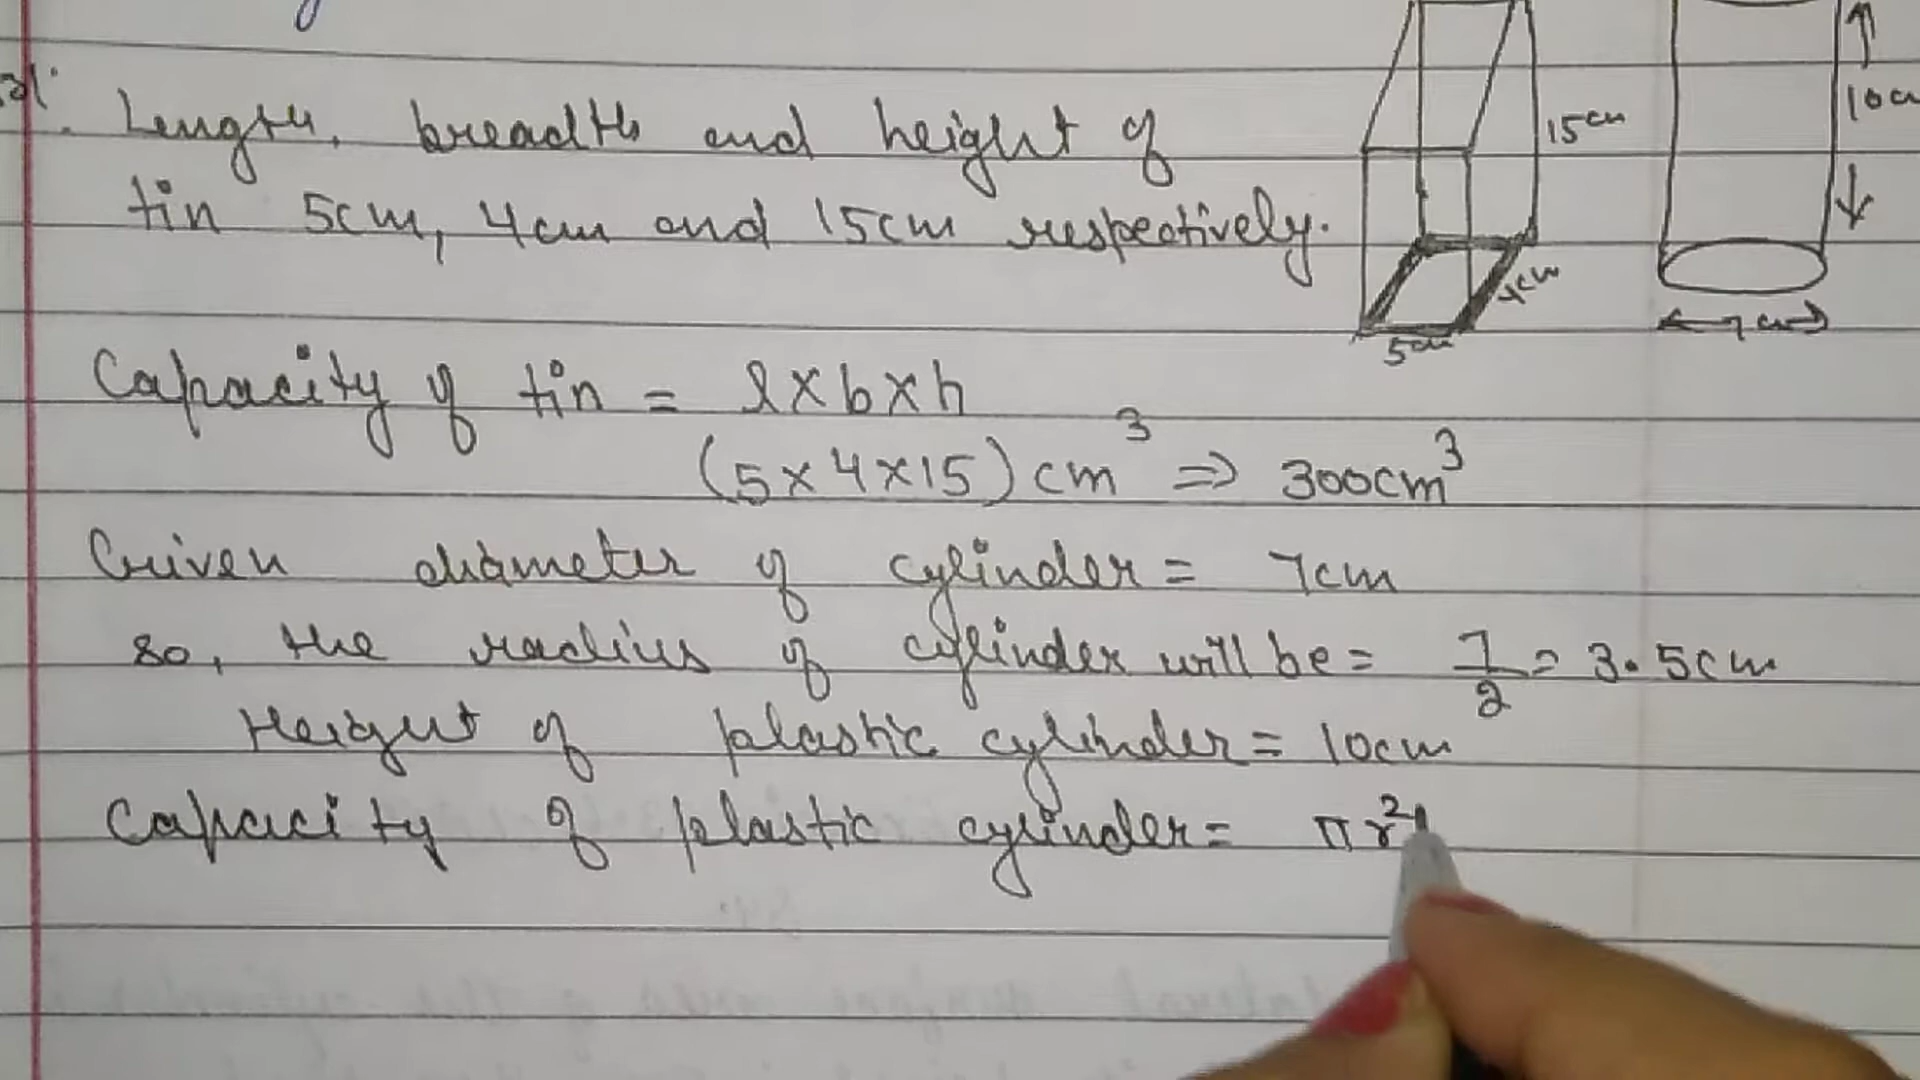 Length, breadth and height of
tin 5cm, 4cm and 15cm respectively.
15cm
10cm
4cm
5cm
7cm
Capacity of tin = l×b×h
(5×4×15) cm³ ⇒ 300cm³
Given diameter of cylinder = 7cm
so, the radius of cylinder will be = 7/2 = 3.5cm
Height of plastic cylinder = 10cm
Capacity of plastic cylinder = πr²